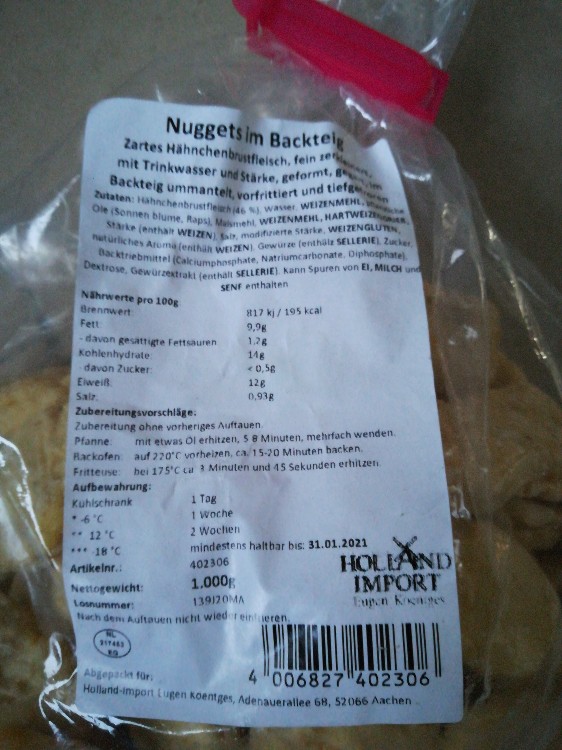 Nuggets im Backteig
Zartes Hähnchenbrustfleisch, fein
mit Trinkwasser und Stärke, geformt, im
Backteig ummantelt, vorfrittiert und
Zutaten: Hähnchenbrustfleisch (46 %), Wasser, WEIZENMEHL,
Öle (Sonnenblume, Raps), Maismehl, WEIZENMEHL,
Stärke (enthält WEIZEN), Salz, modifizierte Stärke, WEIZENGLUTEN,
natürliches Aroma (enthält WEIZEN), Gewürze (enthält SELLERIE), Zucker,
Backtriebmittel (Calciumphosphate, Natriumcarbonate, Diphosphate),
Dextrose, Gewürzextrakt (enthält SELLERIE). Kann Spuren von EI, MILCH und
SENF enthalten
Nährwerte pro 100g
Brennwert: 817 kj / 195 kcal
Fett: 9,9g
- davon gesättigte Fettsäuren 1,2g
Kohlenhydrate: 14g
- davon Zucker: < 0,5g
Eiweiß: 12g
Salz: 0,93g
Zubereitungsvorschläge:
Zubereitung ohne vorheriges Auftauen.
Pfanne: mit etwas Öl erhitzen, 5-8 Minuten, mehrfach wenden.
Backofen: auf 220°C vorheizen, ca. 15-20 Minuten backen.
Fritteuse: bei 175°C ca 3 Minuten und 45 Sekunden erhitzen.
Aufbewahrung:
Kühlschrank 1 Tag
* -6 °C 1 Woche
** 12 °C 2 Wochen
*** -18 °C mindestens haltbar bis: 31.01.2021
Artikelnr.: 402306
Nettogewicht: 1.000g
Losnummer: 139J20MA
Nach dem Auftauen nicht wieder einfrieren.
HOLLAND
IMPORT
Eugen Koentges
NL
EG
4 006827 402306
Abgepackt für:
Holland-Import Eugen Koentges, Adenauerallee 68, 52066 Aachen